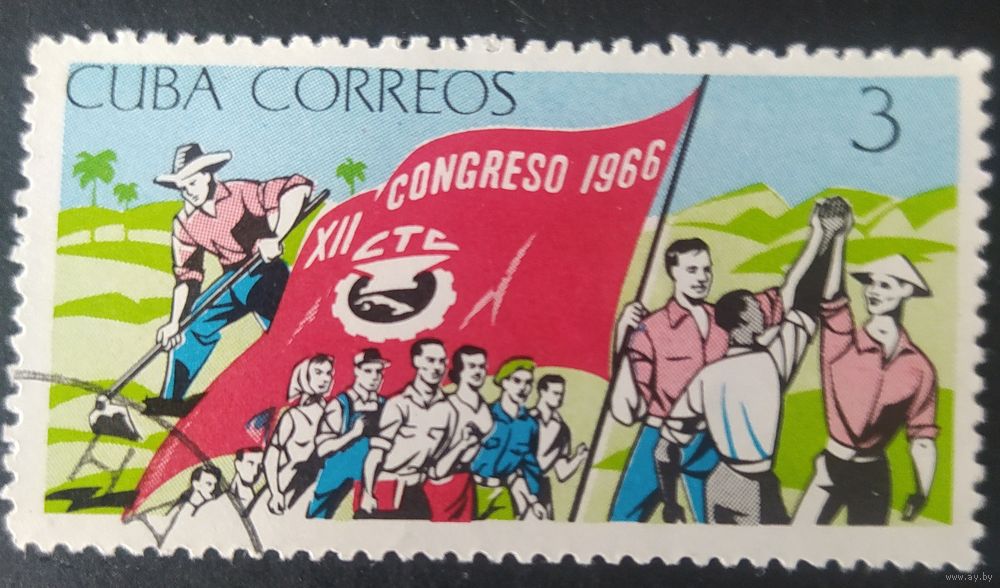 CUBA CORREOS
3
CONGRESO 1966
XII CTC
www.ay.by